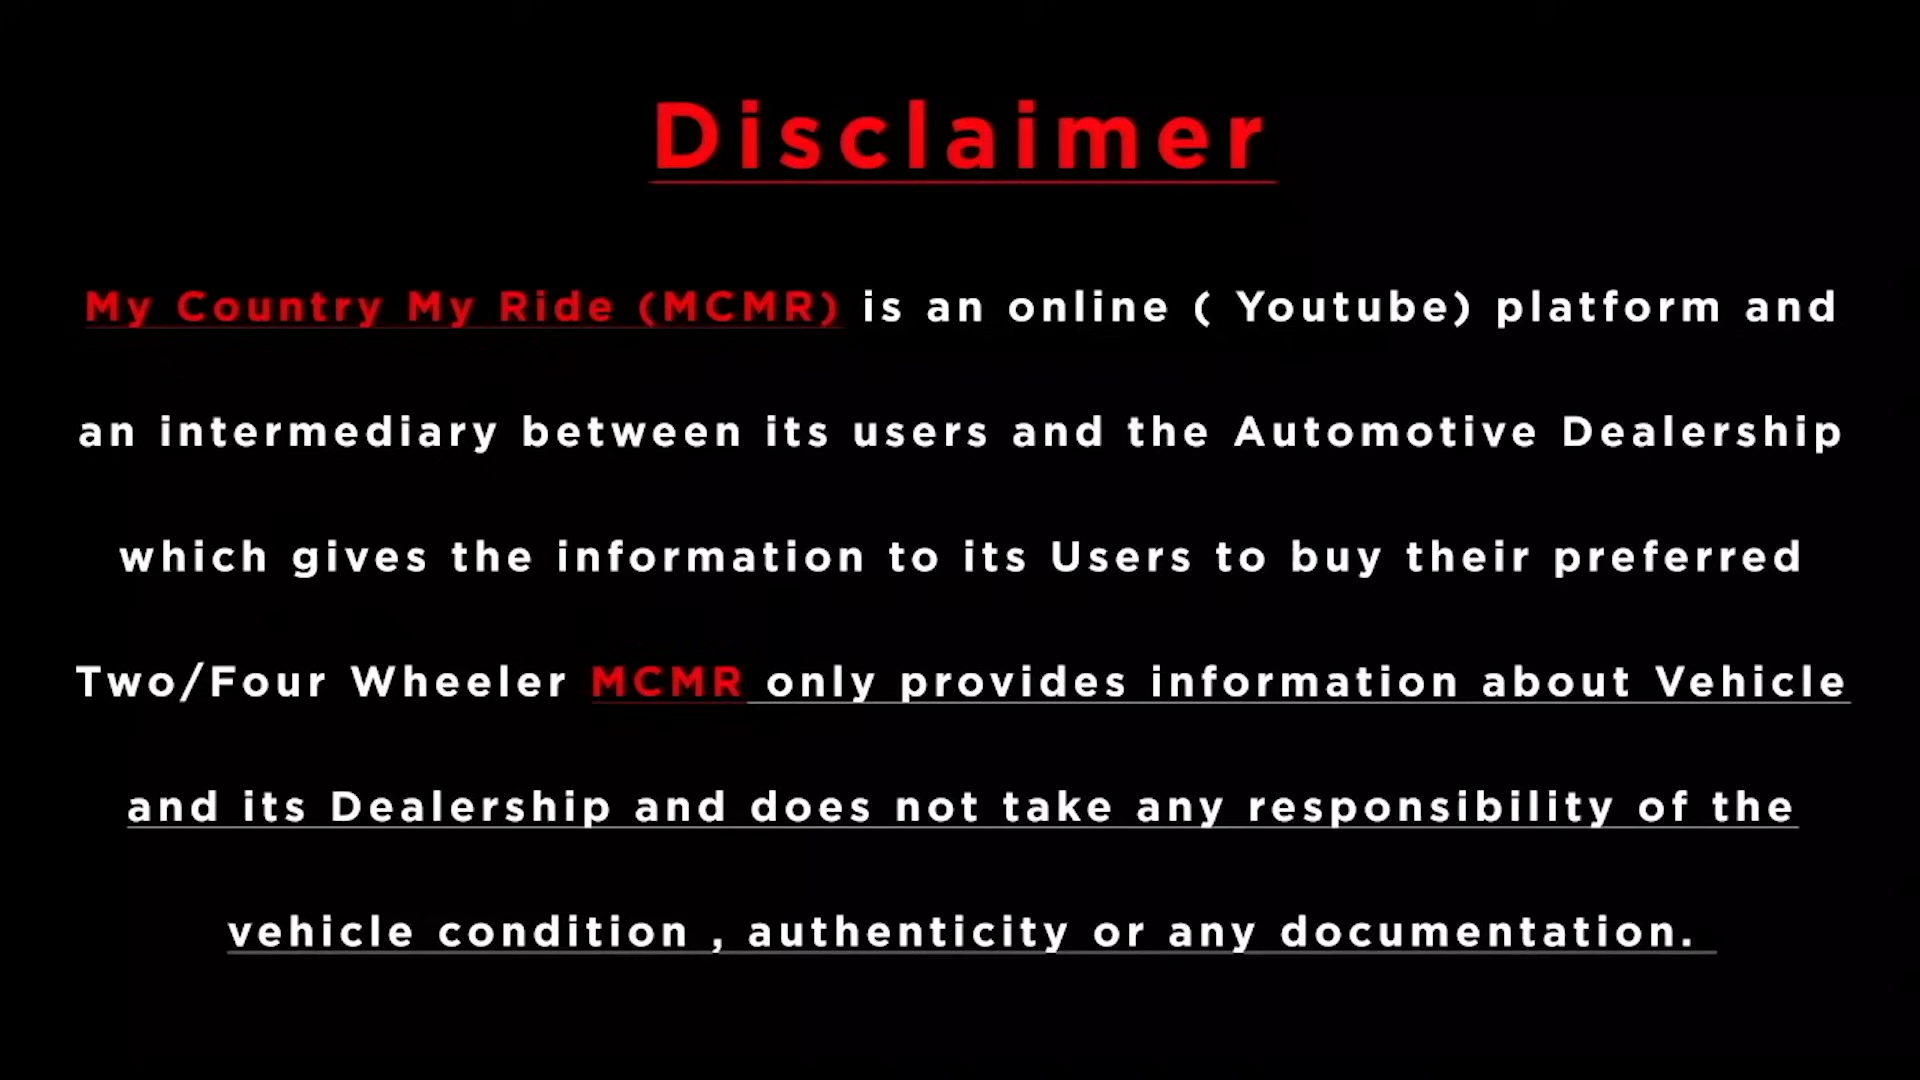 Disclaimer
My Country My Ride (MCMR) is an online ( Youtube) platform and
an intermediary between its users and the Automotive Dealership
which gives the information to its Users to buy their preferred
Two/Four Wheeler MCMR only provides information about Vehicle
and its Dealership and does not take any responsibility of the
vehicle condition , authenticity or any documentation.